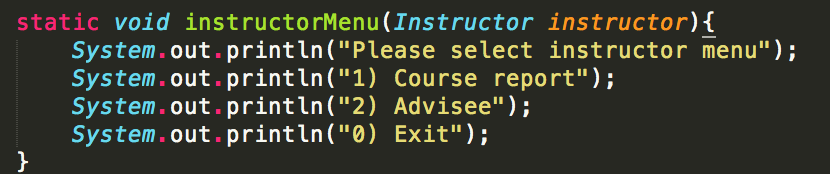 static void instructorMenu(Instructor instructor){
    System.out.println("Please select instructor menu");
    System.out.println("1) Course report");
    System.out.println("2) Advisee");
    System.out.println("0) Exit");
}